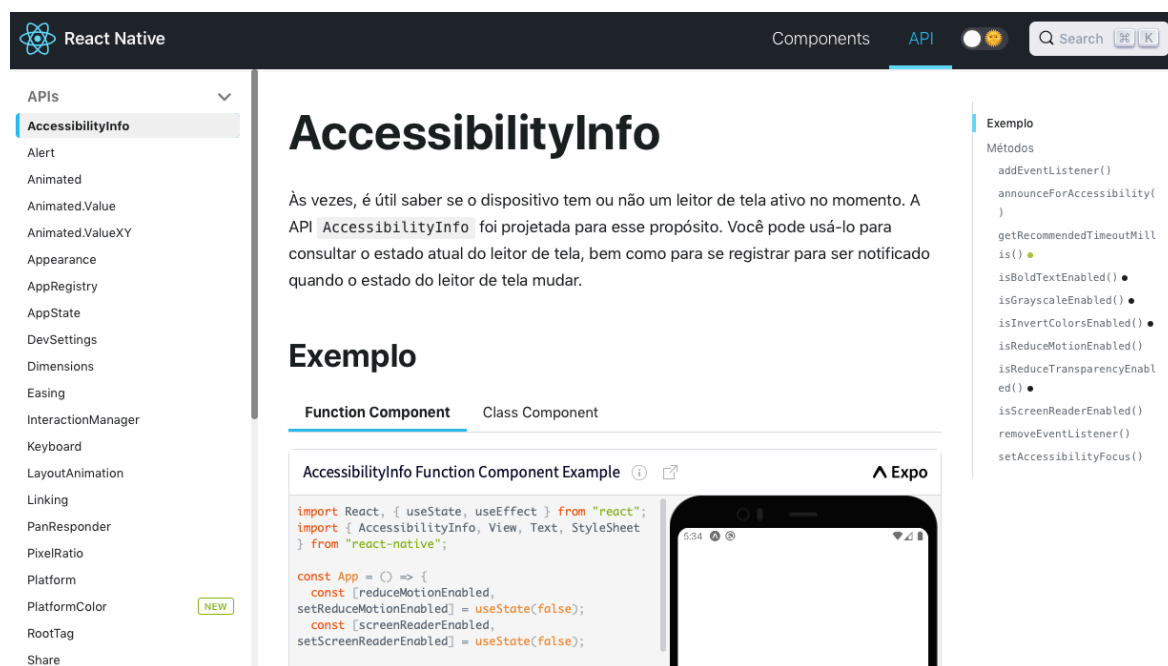 React Native
Components
API
Search ⌘ K
APIs
AccessibilityInfo
Alert
Animated
Animated.Value
Animated.ValueXY
Appearance
AppRegistry
AppState
DevSettings
Dimensions
Easing
InteractionManager
Keyboard
LayoutAnimation
Linking
PanResponder
PixelRatio
Platform
PlatformColor NEW
RootTag
Share
AccessibilityInfo
Às vezes, é útil saber se o dispositivo tem ou não um leitor de tela ativo no momento. A
API AccessibilityInfo foi projetada para esse propósito. Você pode usá-lo para
consultar o estado atual do leitor de tela, bem como para se registrar para ser notificado
quando o estado do leitor de tela mudar.
Exemplo
Function Component
Class Component
AccessibilityInfo Function Component Example
Expo
import React, { useState, useEffect } from "react";
import { AccessibilityInfo, View, Text, StyleSheet
} from "react-native";
const App = () => {
const [reduceMotionEnabled,
setReduceMotionEnabled] = useState(false);
const [screenReaderEnabled,
setScreenReaderEnabled] = useState(false);
5:34
Exemplo
Métodos
addEventListener()
announceForAccessibility(
)
getRecommendedTimeoutMill
is()
isBoldTextEnabled()
isGrayscaleEnabled()
isInvertColorsEnabled()
isReduceMotionEnabled()
isReduceTransparencyEnabl
ed()
isScreenReaderEnabled()
removeEventListener()
setAccessibilityFocus()